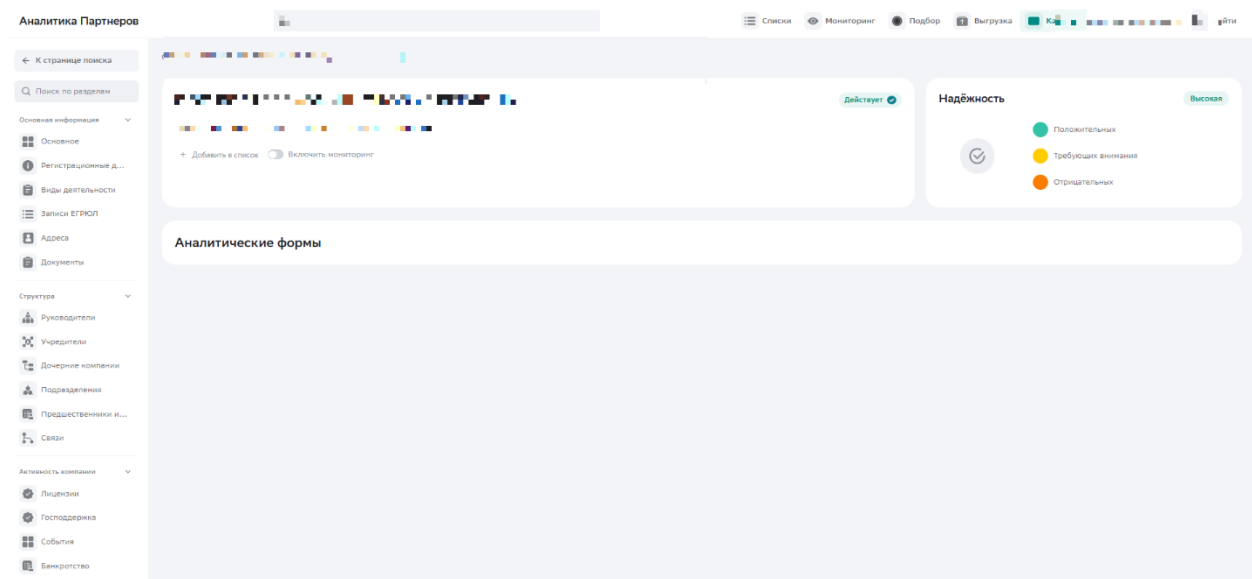 Аналитика Партнеров
Списки Мониторинг Подбор Выгрузка
← К странице поиска
Поиск по разделам
Основная информация
Основное
Регистрационные д...
Виды деятельности
Записи ЕГРЮЛ
Адреса
Документы
Структура
Руководители
Учредители
Дочерние компании
Подразделения
Предшественники и...
Связи
Активность компании
Лицензии
Господдержка
События
Банкротство
Действует
+ Добавить в список Включить мониторинг
Надёжность
Высокая
Положительных
Требующих внимания
Отрицательных
Аналитические формы